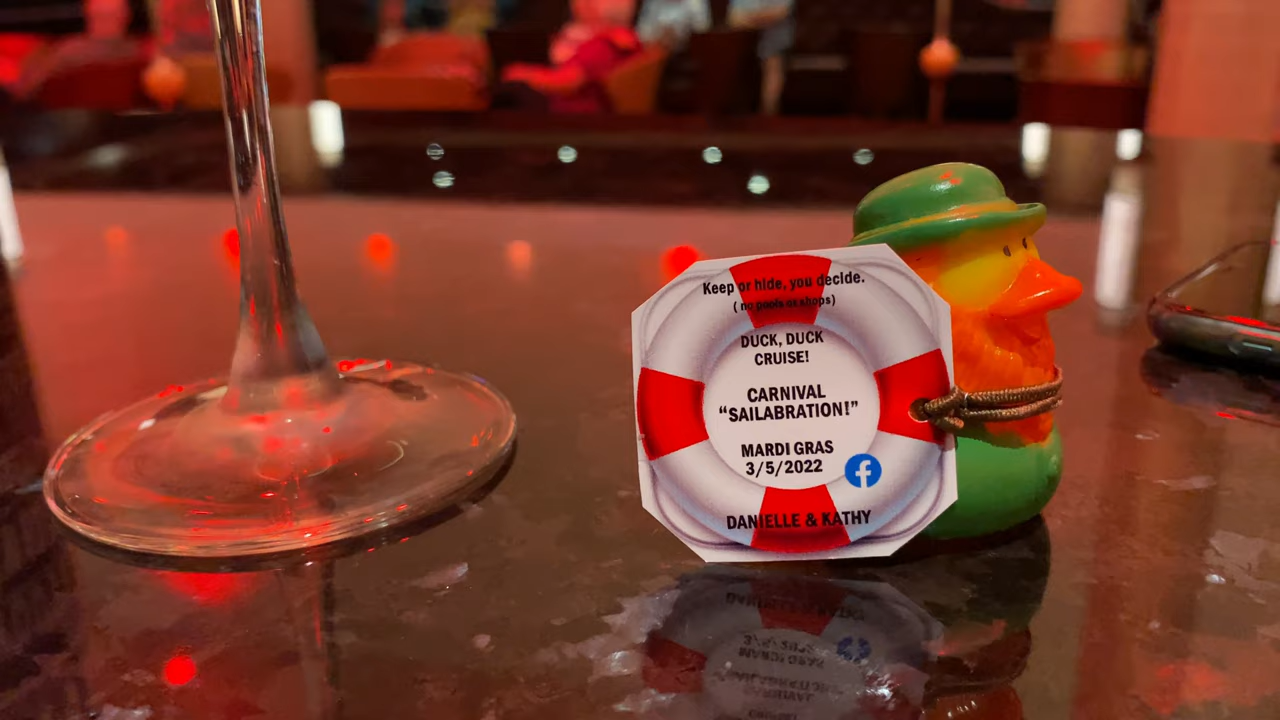 Keep or hide, you decide.
( no pools or shops)
DUCK, DUCK
CRUISE!
CARNIVAL
“SAILABRATION!”
MARDI GRAS
3/5/2022
f
DANIELLE & KATHY